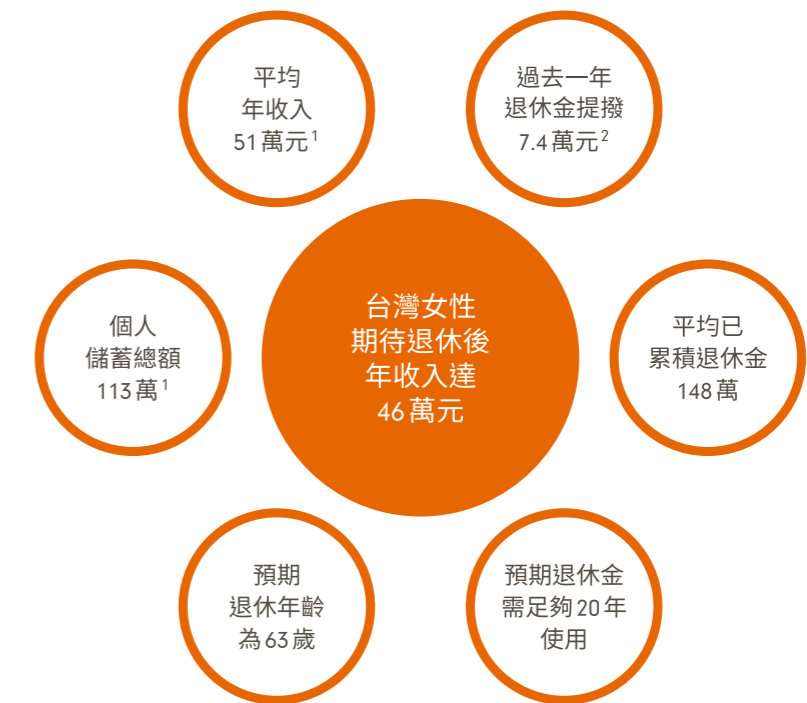 平均
年收入
51萬元1
過去一年
退休金提撥
7.4萬元2
個人
儲蓄總額
113萬1
台灣女性
期待退休後
年收入達
46萬元
平均已
累積退休金
148萬
預期
退休年齡
為63歲
預期退休金
需足夠20年
使用